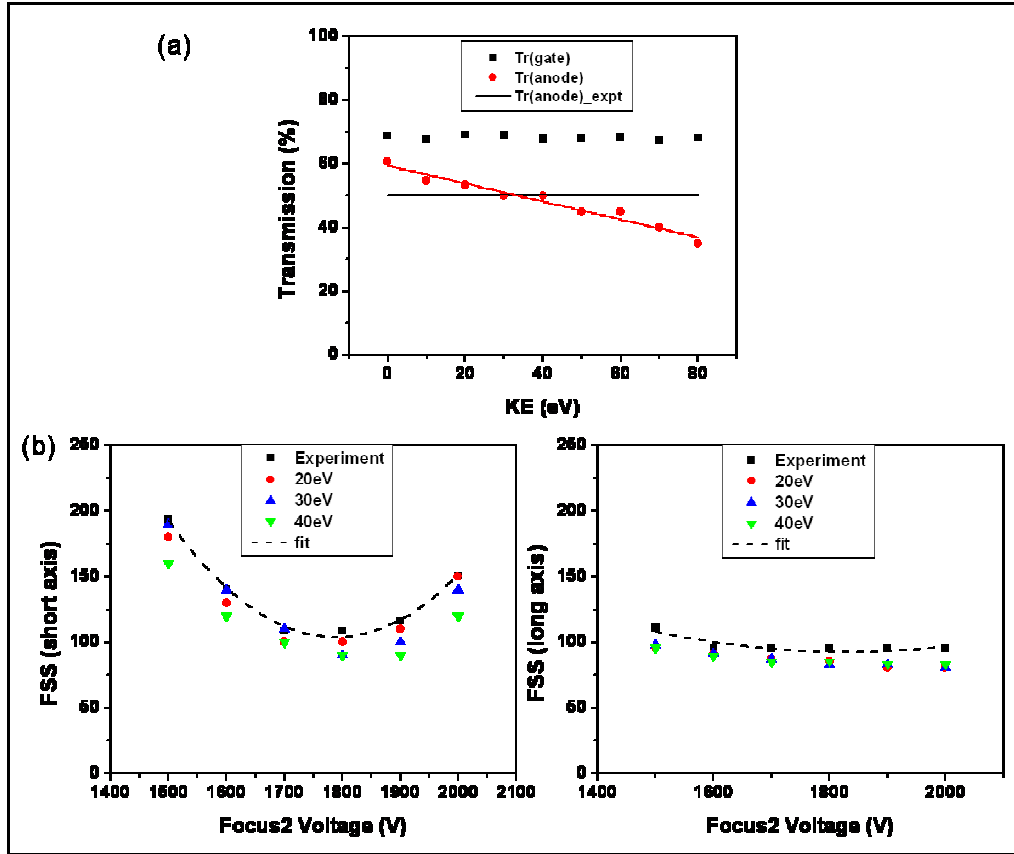 (a)
100
80
60
40
20
0
Transmission (%)
Tr(gate)
Tr(anode)
Tr(anode)_expt
0 20 40 60 80
KE (eV)
(b)
250
200
150
100
50
0
FSS (short axis)
Experiment
20eV
30eV
40eV
fit
1400 1500 1600 1700 1800 1900 2000 2100
Focus2 Voltage (V)
250
200
150
100
50
0
FSS (long axis)
Experiment
20eV
30eV
40eV
fit
1400 1600 1800 2000
Focus2 Voltage (V)